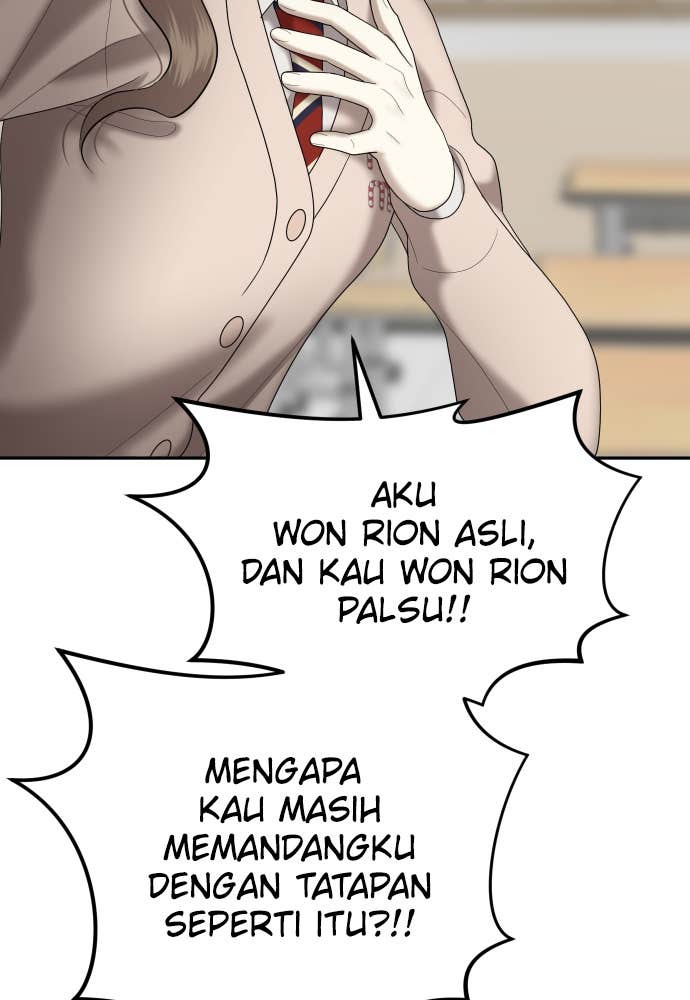 AKU
WON RION ASLI,
DAN KAU WON RION
PALSU!!
MENGAPA
KAU MASIH
MEMANDANGKU
DENGAN TATAPAN
SEPERTI ITU?!!